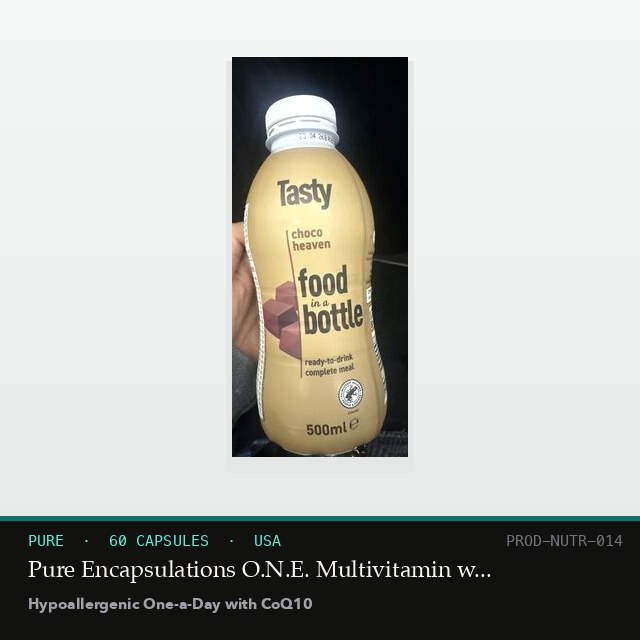 Tasty
choco
heaven
food
in a
bottle
ready-to-drink
complete meal
500ml e
PURE · 60 CAPSULES · USA
PROD–NUTR–014
Pure Encapsulations O.N.E. Multivitamin w...
Hypoallergenic One-a-Day with CoQ10